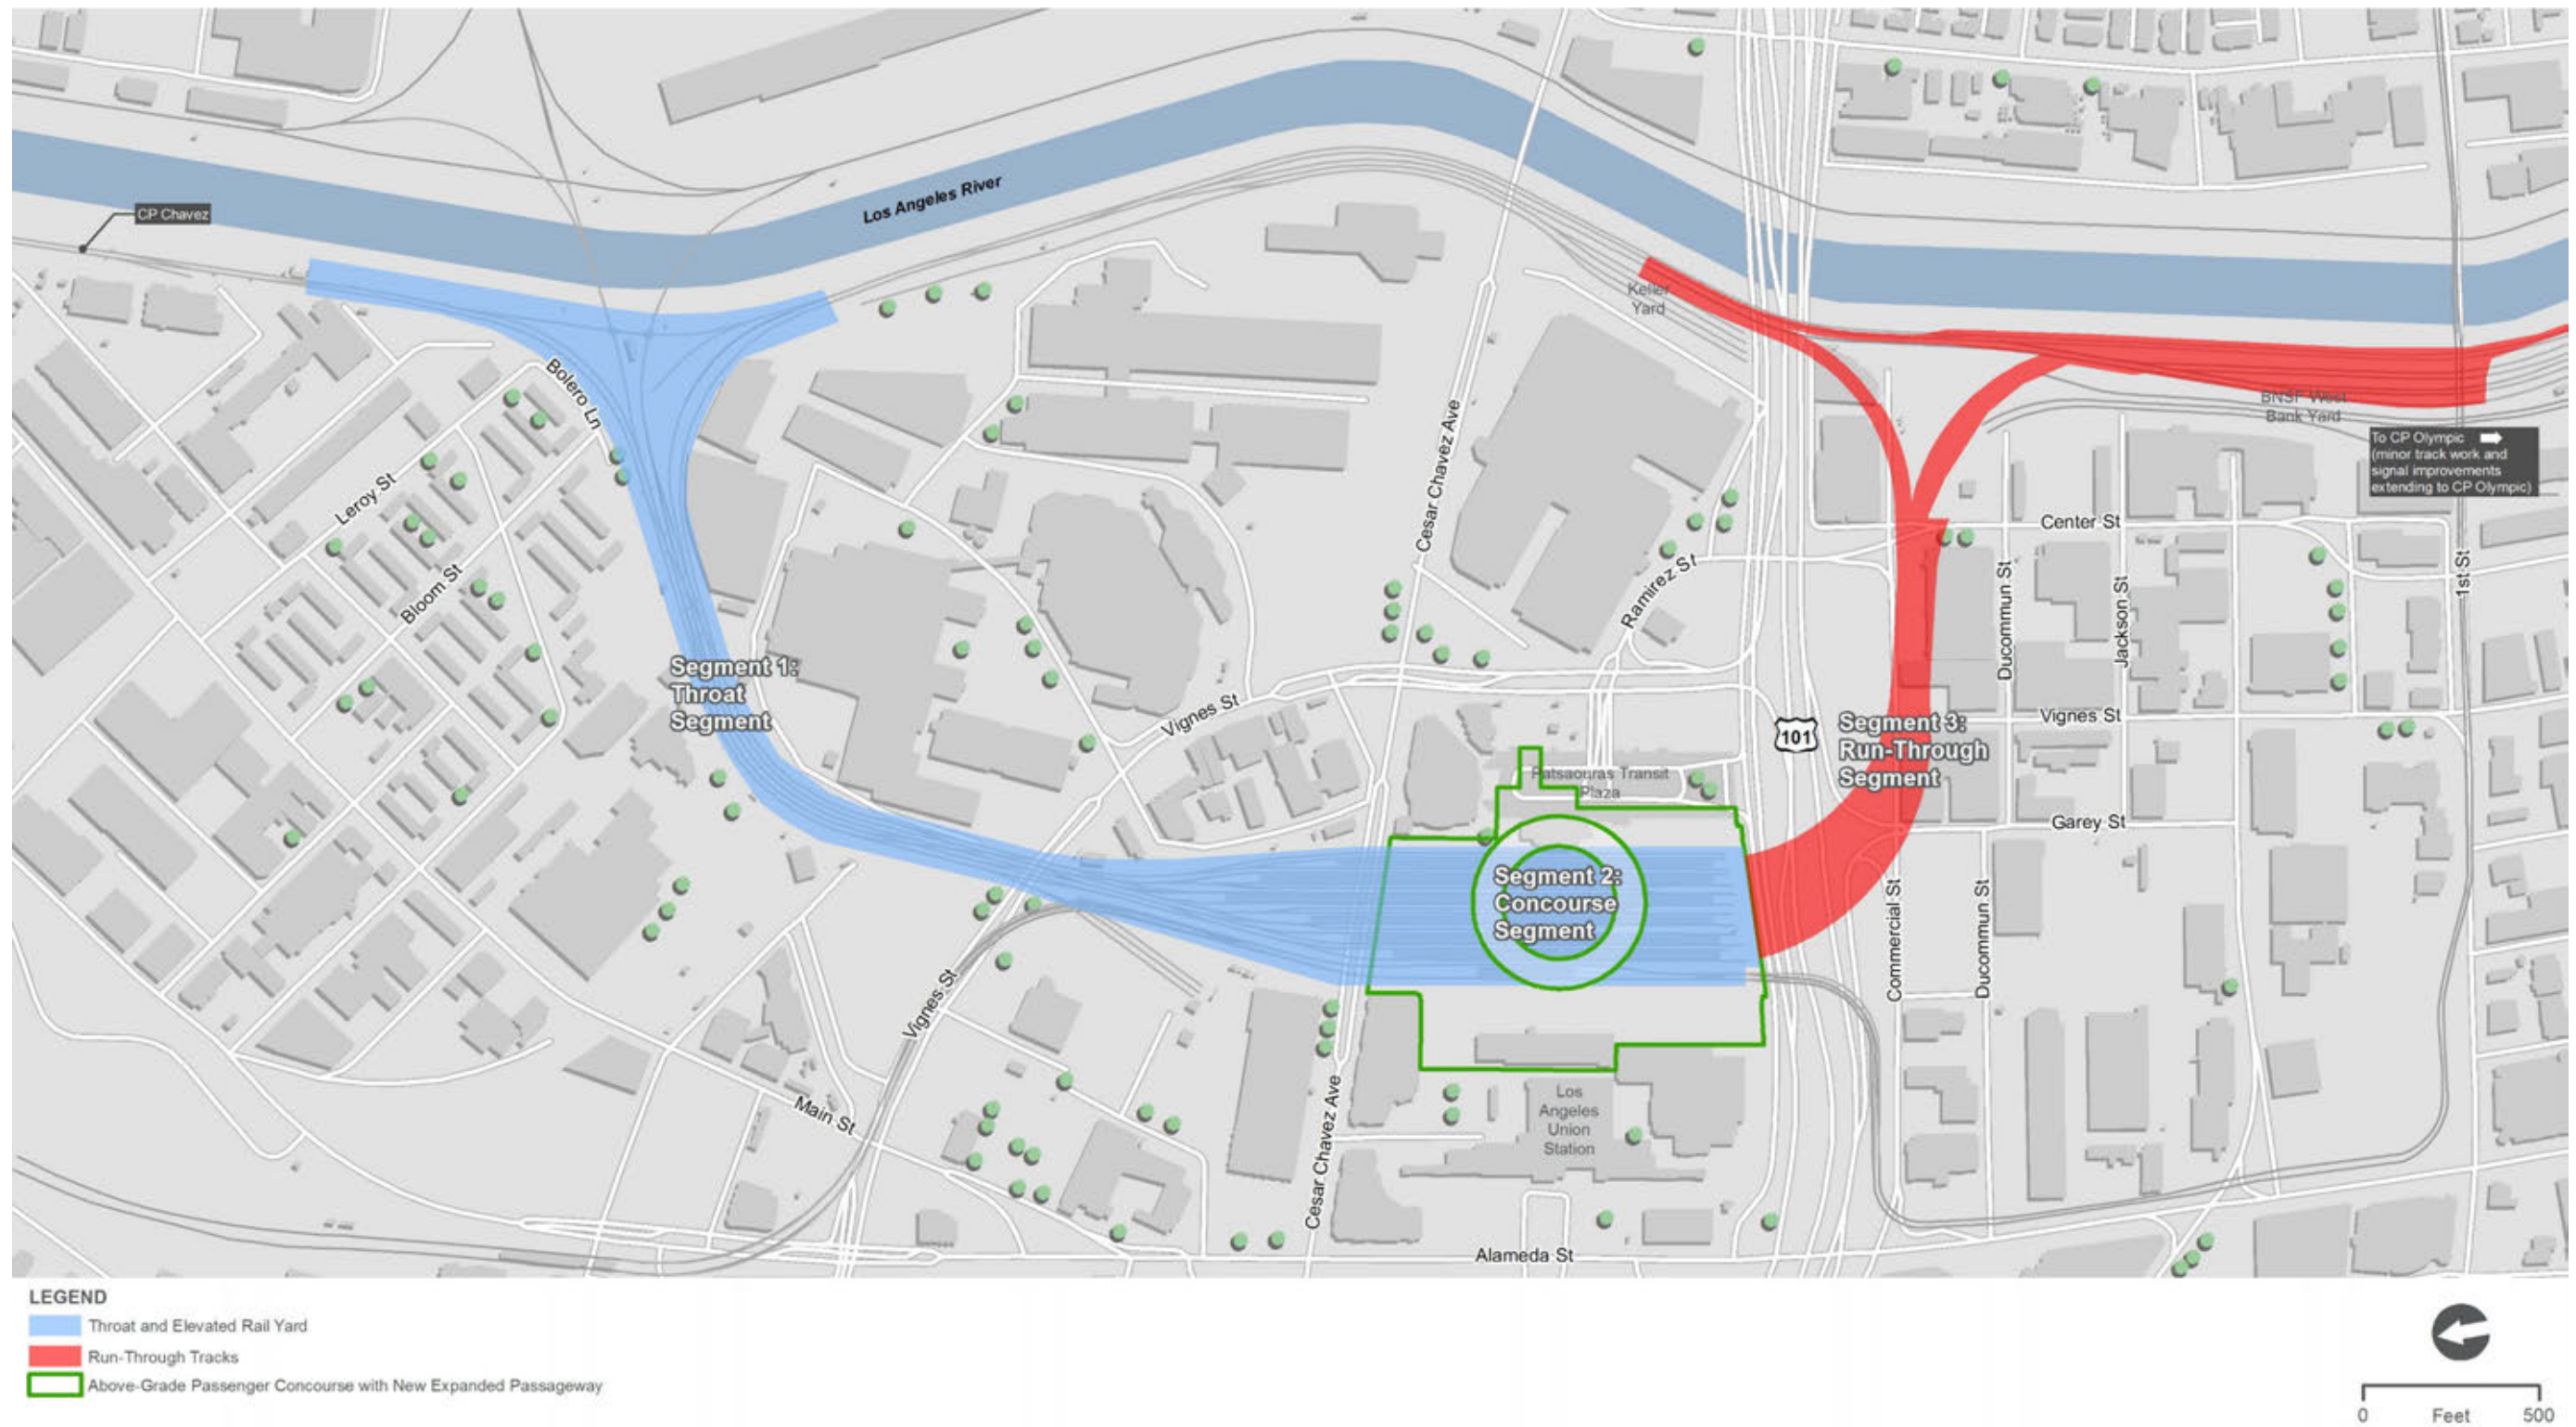 Los Angeles River
CP Chavez
Keller
Yard
Bolero Ln
BNSF West
Bank Yard
To CP Olympic
(minor track work and
signal improvements
extending to CP Olympic)
Leroy St
Cesar Chavez Ave
Center St
Bloom St
Ramirez St
Ducommun St
Jackson St
1st St
Segment 1:
Throat
Segment
Vignes St
101
Segment 3:
Run-Through
Segment
Vignes St
Patsaouras Transit
Plaza
Garey St
Segment 2:
Concourse
Segment
Commercial St
Ducommun St
Vignes St
Main St
Cesar Chavez Ave
Los
Angeles
Union
Station
Alameda St
LEGEND
Throat and Elevated Rail Yard
Run-Through Tracks
Above-Grade Passenger Concourse with New Expanded Passageway
0 Feet 500